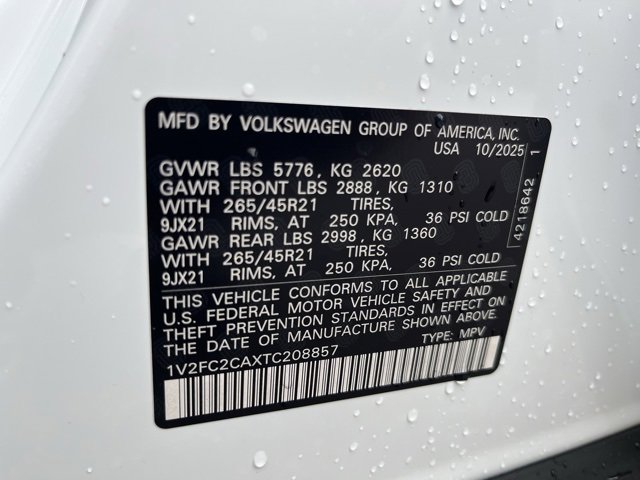 MFD BY VOLKSWAGEN GROUP OF AMERICA, INC.
USA 10/2025
GVWR LBS 5776, KG 2620
GAWR FRONT LBS 2888, KG 1310
WITH 265/45R21 TIRES,
9JX21 RIMS, AT 250 KPA, 36 PSI COLD
GAWR REAR LBS 2998, KG 1360
WITH 265/45R21 TIRES,
9JX21 RIMS, AT 250 KPA, 36 PSI COLD
THIS VEHICLE CONFORMS TO ALL APPLICABLE
U.S. FEDERAL MOTOR VEHICLE SAFETY AND
THEFT PREVENTION STANDARDS IN EFFECT ON
THE DATE OF MANUFACTURE SHOWN ABOVE.
TYPE: MPV
1V2FC2CAXTC208857
4218642 1